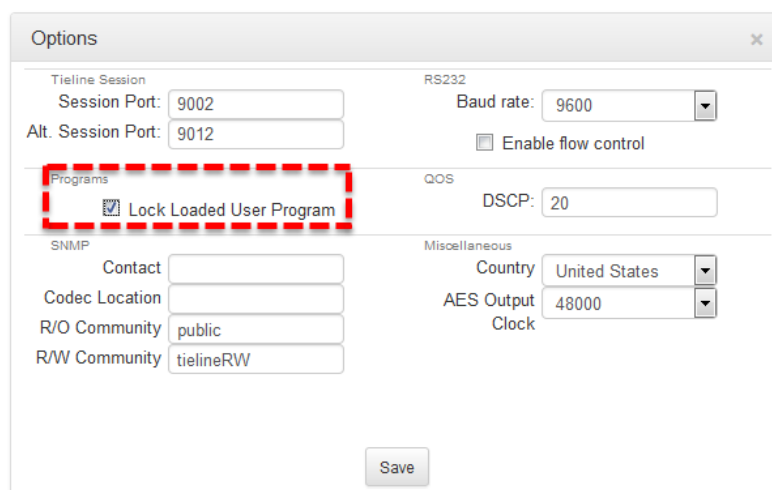 Options ×
Tieline Session
Session Port: 9002
Alt. Session Port: 9012
RS232
Baud rate: 9600
Enable flow control
Programs
Lock Loaded User Program
QOS
DSCP: 20
SNMP
Contact
Codec Location
R/O Community public
R/W Community tielineRW
Miscellaneous
Country United States
AES Output 48000
Clock
Save